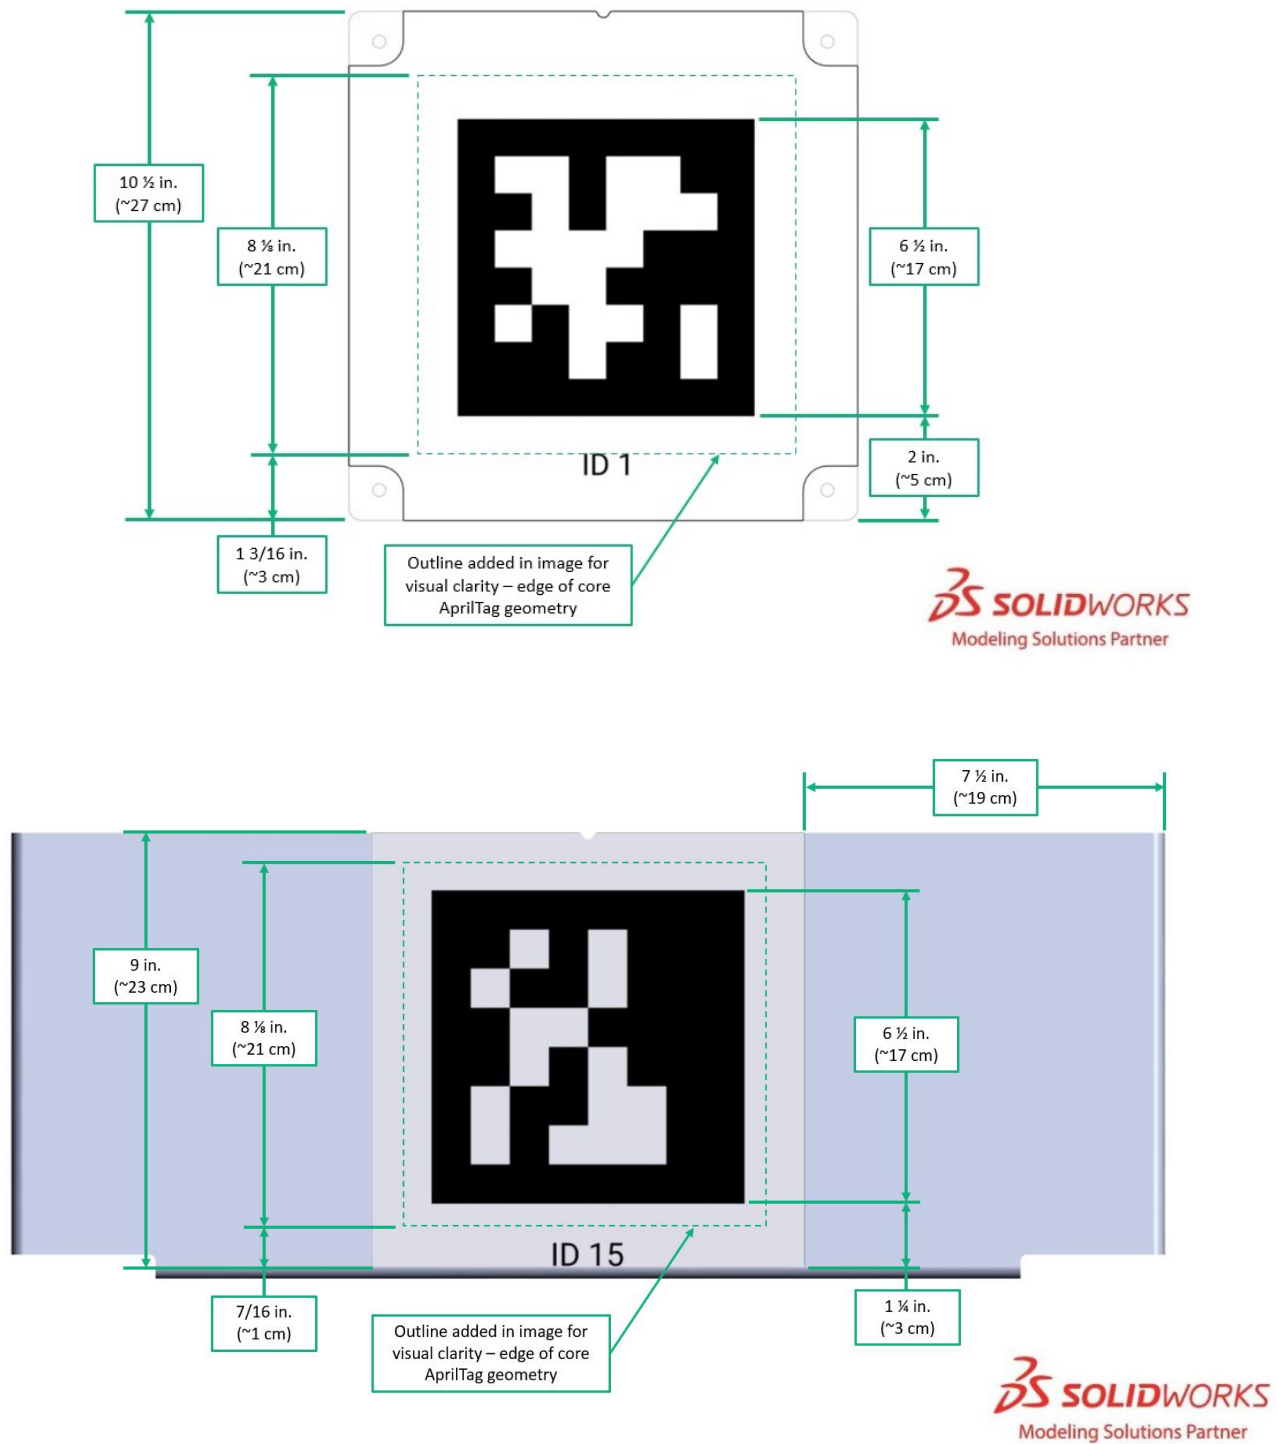 10 ½ in.
(~27 cm)
8 ⅛ in.
(~21 cm)
6 ½ in.
(~17 cm)
2 in.
(~5 cm)
ID 1
1 3/16 in.
(~3 cm)
Outline added in image for
visual clarity – edge of core
AprilTag geometry
SOLIDWORKS
Modeling Solutions Partner
7 ½ in.
(~19 cm)
9 in.
(~23 cm)
8 ⅛ in.
(~21 cm)
6 ½ in.
(~17 cm)
ID 15
7/16 in.
(~1 cm)
1 ¼ in.
(~3 cm)
Outline added in image for
visual clarity – edge of core
AprilTag geometry
SOLIDWORKS
Modeling Solutions Partner